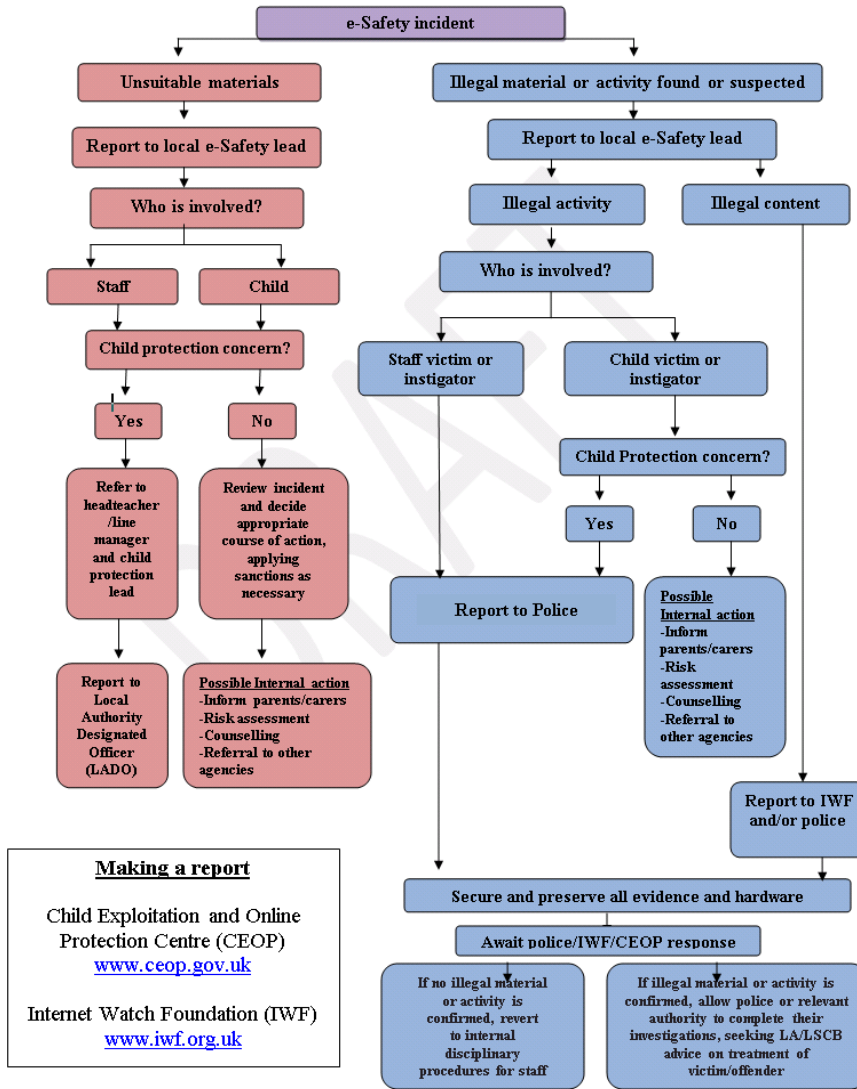 e-Safety incident
Unsuitable materials
Illegal material or activity found or suspected
Report to local e-Safety lead
Report to local e-Safety lead
Who is involved?
Illegal activity
Illegal content
Staff
Child
Who is involved?
Child protection concern?
Staff victim or
instigator
Child victim or
instigator
Yes
No
Child Protection concern?
Refer to
headteacher
/line
manager
and child
protection
lead
Review incident
and decide
appropriate
course of action,
applying
sanctions as
necessary
Yes
No
Report to Police
Possible
Internal action
-Inform
parents/carers
-Risk
assessment
-Counselling
-Referral to
other agencies
Report to
Local
Authority
Designated
Officer
(LADO)
Possible Internal action
-Inform parents/carers
-Risk assessment
-Counselling
-Referral to other
agencies
Report to IWF
and/or police
Making a report
Child Exploitation and Online
Protection Centre (CEOP)
www.ceop.gov.uk
Internet Watch Foundation (IWF)
www.iwf.org.uk
Secure and preserve all evidence and hardware
Await police/IWF/CEOP response
If no illegal material
or activity is
confirmed, revert
to internal
disciplinary
procedures for staff
If illegal material or activity is
confirmed, allow police or relevant
authority to complete their
investigations, seeking LA/LSCB
advice on treatment of
victim/offender
DRAFT